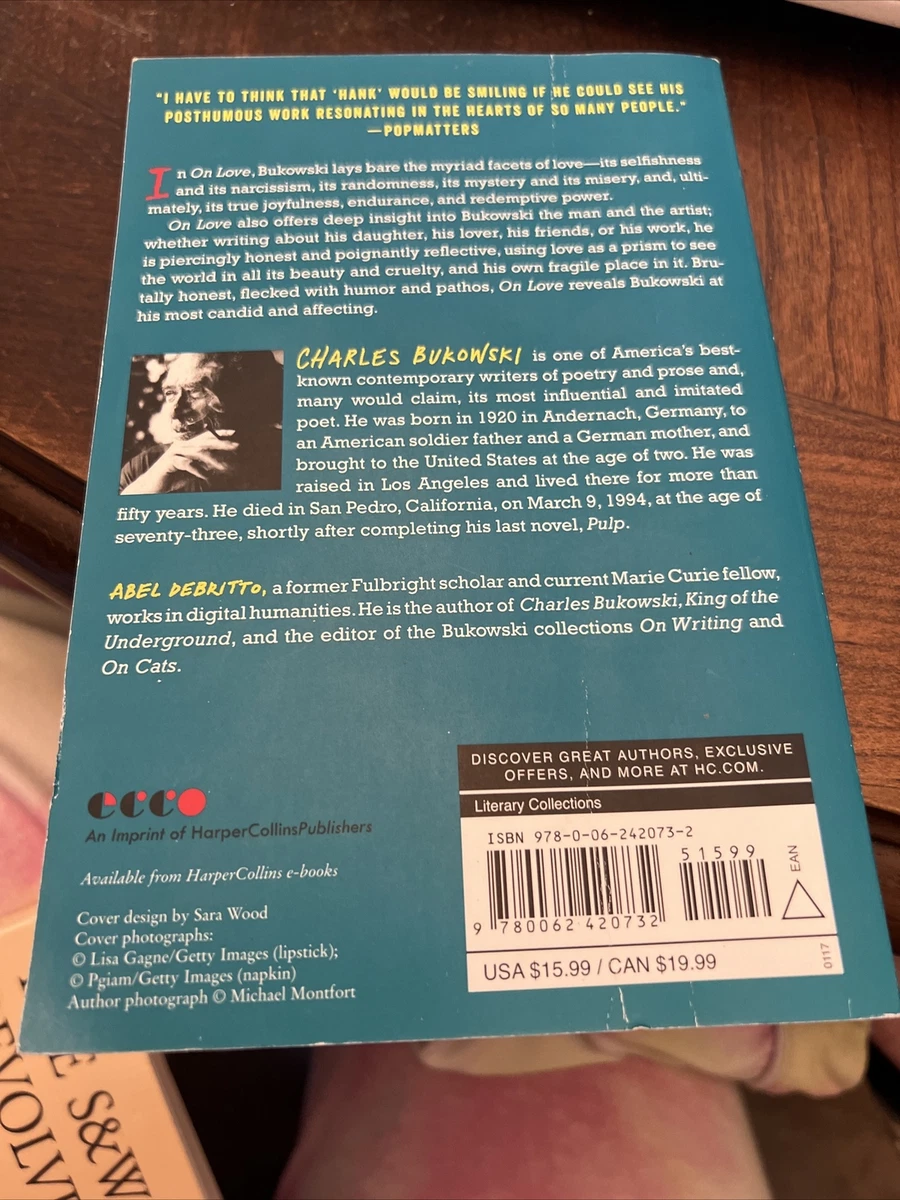 "I HAVE TO THINK THAT 'HANK' WOULD BE SMILING IF HE COULD SEE HIS
POSTHUMOUS WORK RESONATING IN THE HEARTS OF SO MANY PEOPLE."
—POPMATTERS
In On Love, Bukowski lays bare the myriad facets of love—its selfishness
and its narcissism, its randomness, its mystery and its misery, and, ulti-
mately, its true joyfulness, endurance, and redemptive power.
On Love also offers deep insight into Bukowski the man and the artist;
whether writing about his daughter, his lover, his friends, or his work, he
is piercingly honest and poignantly reflective, using love as a prism to see
the world in all its beauty and cruelty, and his own fragile place in it. Bru-
tally honest, flecked with humor and pathos, On Love reveals Bukowski at
his most candid and affecting.
CHARLES BUKOWSKI is one of America's best-
known contemporary writers of poetry and prose and,
many would claim, its most influential and imitated
poet. He was born in 1920 in Andernach, Germany, to
an American soldier father and a German mother, and
brought to the United States at the age of two. He was
raised in Los Angeles and lived there for more than
fifty years. He died in San Pedro, California, on March 9, 1994, at the age of
seventy-three, shortly after completing his last novel, Pulp.
ABEL DEBRITTO, a former Fulbright scholar and current Marie Curie fellow,
works in digital humanities. He is the author of Charles Bukowski, King of the
Underground, and the editor of the Bukowski collections On Writing and
On Cats.
ecco
An Imprint of HarperCollinsPublishers
Available from HarperCollins e-books
Cover design by Sara Wood
Cover photographs:
© Lisa Gagne/Getty Images (lipstick);
© Pgiam/Getty Images (napkin)
Author photograph © Michael Montfort
DISCOVER GREAT AUTHORS, EXCLUSIVE
OFFERS, AND MORE AT HC.COM.
Literary Collections
ISBN 978-0-06-242073-2
51599
EAN
9 780062 420732
USA $15.99 / CAN $19.99
0117
S&W